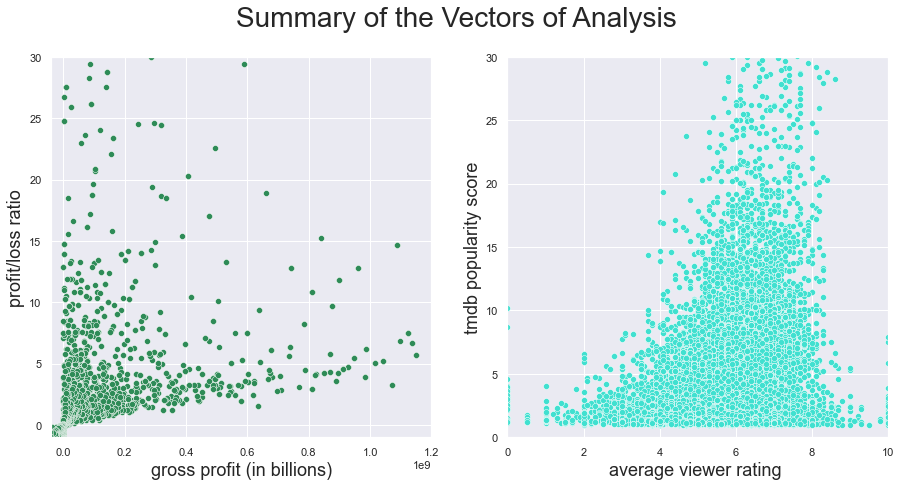 Summary of the Vectors of Analysis
30
25
20
15
10
5
0
profit/loss ratio
0.0 0.2 0.4 0.6 0.8 1.0 1.2
1e9
gross profit (in billions)
30
25
20
15
10
5
0
tmdb popularity score
0 2 4 6 8 10
average viewer rating